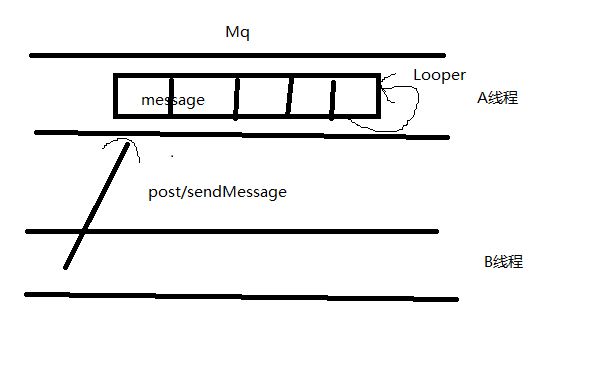 Mq
Looper
message
A线程
post/sendMessage
B线程